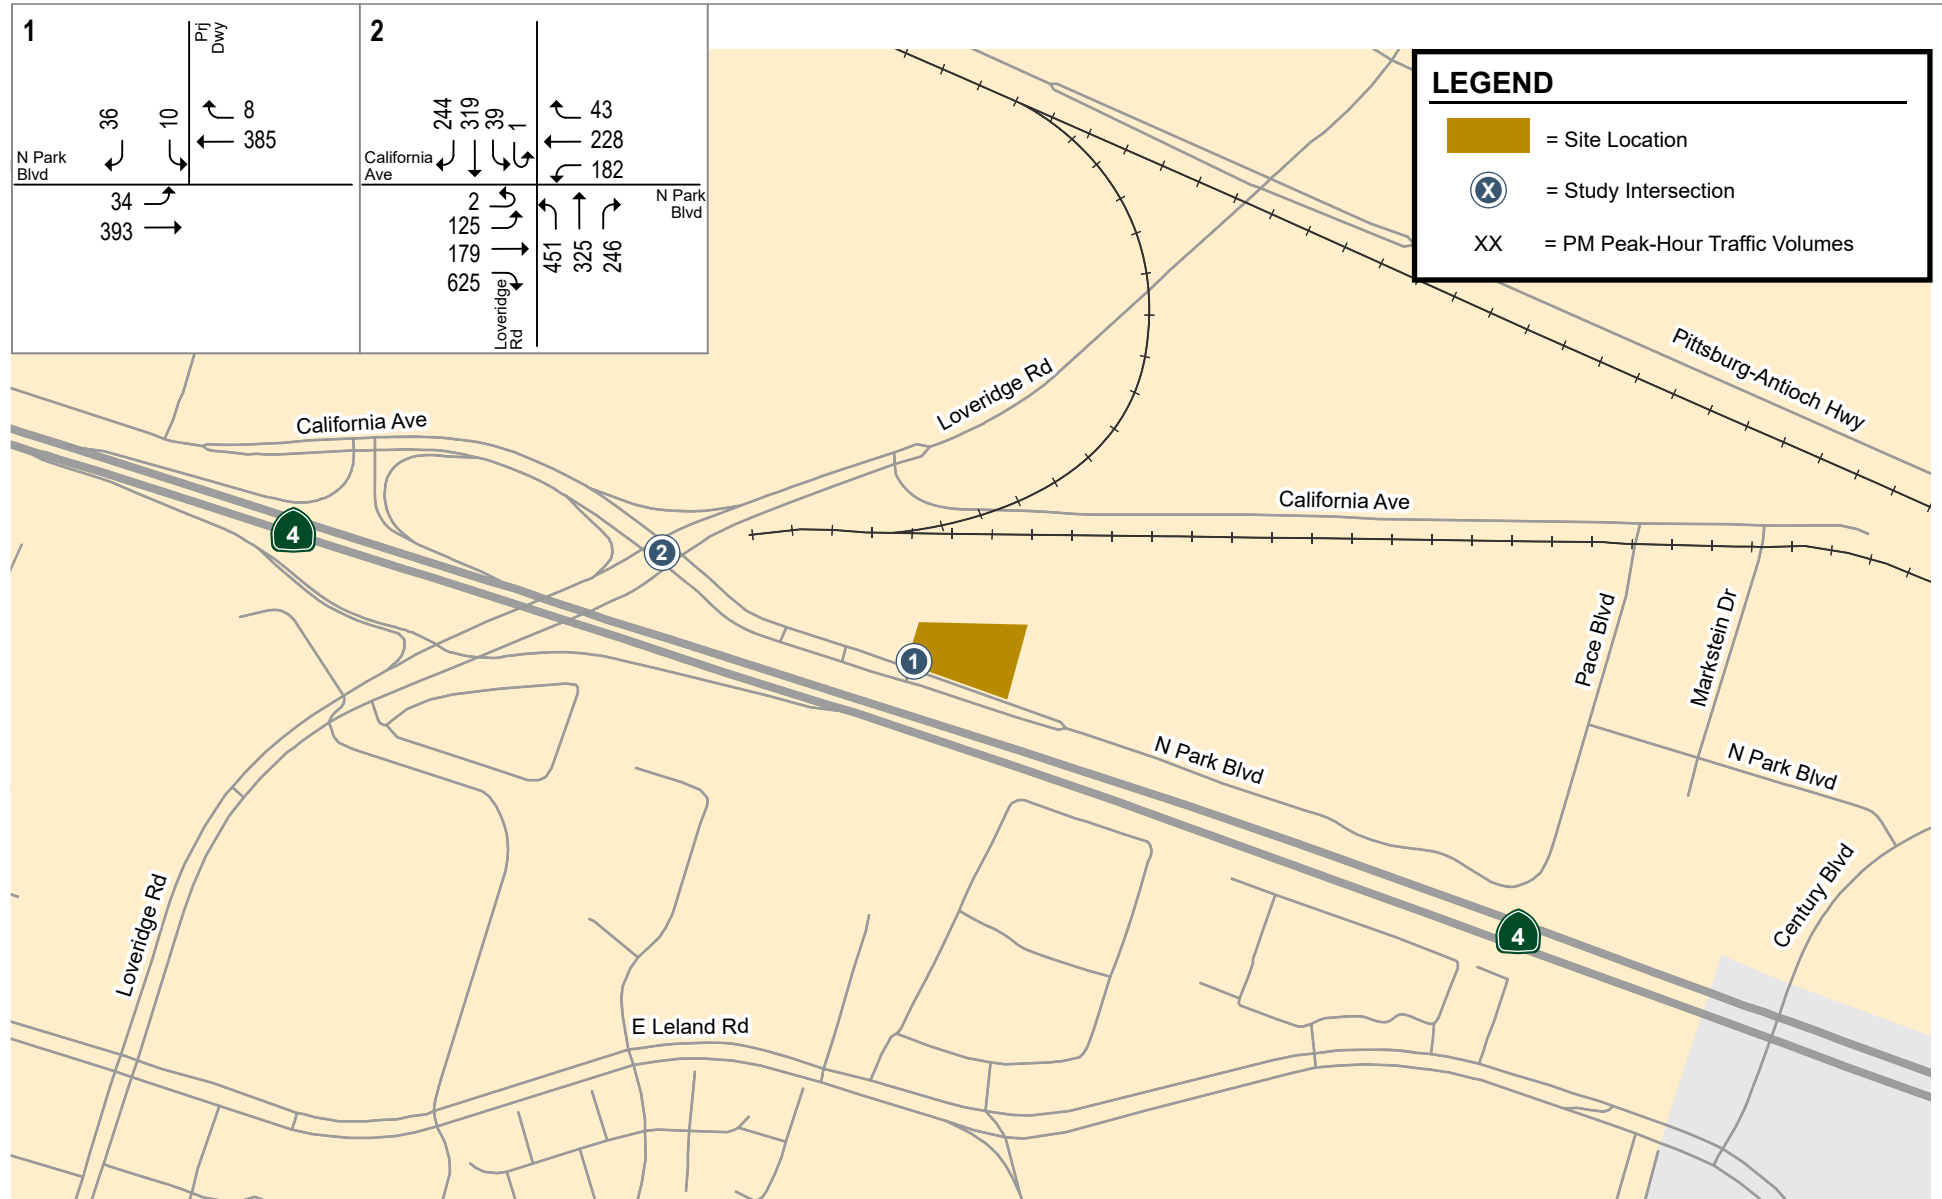 1
Prj
Dwy
36
10
8
385
N Park
Blvd
34
393
2
244
319
39
1
43
228
182
California
Ave
N Park
Blvd
2
125
179
625
451
325
246
Loveridge
Rd
LEGEND
= Site Location
X = Study Intersection
XX = PM Peak-Hour Traffic Volumes
Pittsburg-Antioch Hwy
Loveridge Rd
California Ave
California Ave
4
2
1
Pace Blvd
Markstein Dr
N Park Blvd
N Park Blvd
Century Blvd
Loveridge Rd
4
E Leland Rd